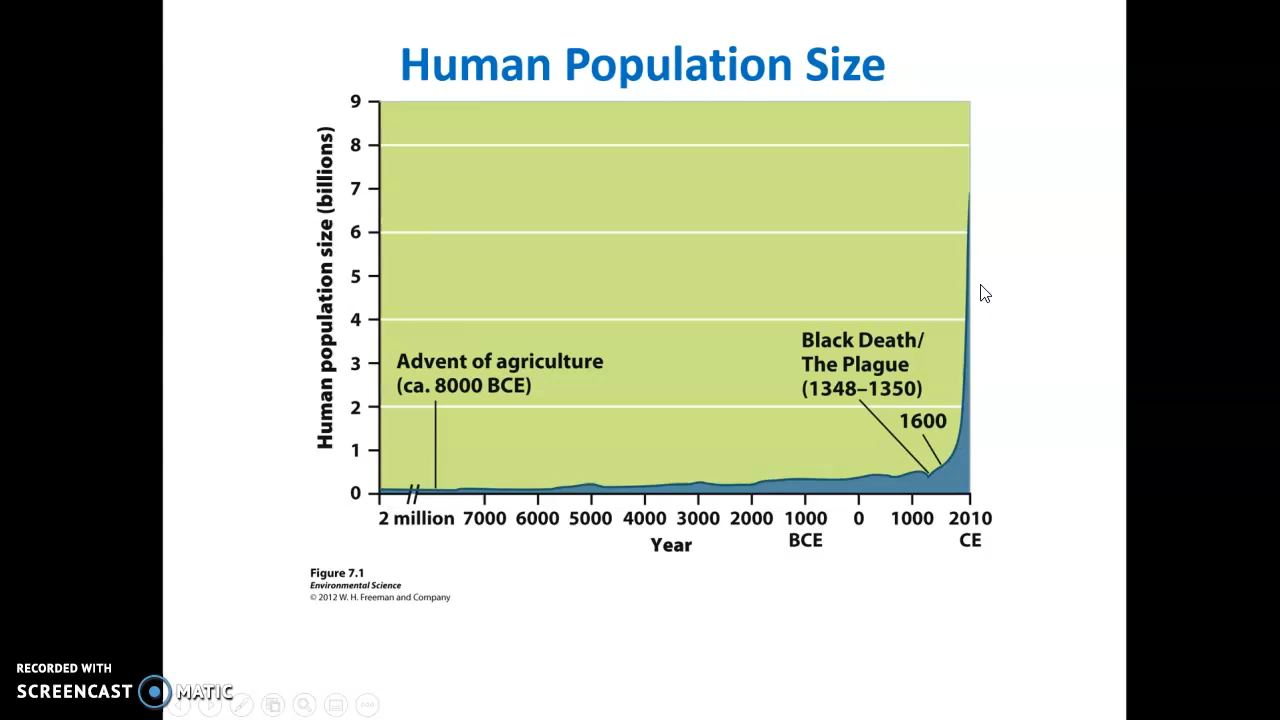 Human Population Size
Human population size (billions)
9
8
7
6
5
4
3
2
1
0
Advent of agriculture
(ca. 8000 BCE)
Black Death/
The Plague
(1348–1350)
1600
2 million 7000 6000 5000 4000 3000 2000 1000 0 1000 2010
BCE CE
Year
Figure 7.1
Environmental Science
© 2012 W. H. Freeman and Company
RECORDED WITH
SCREENCAST MATIC